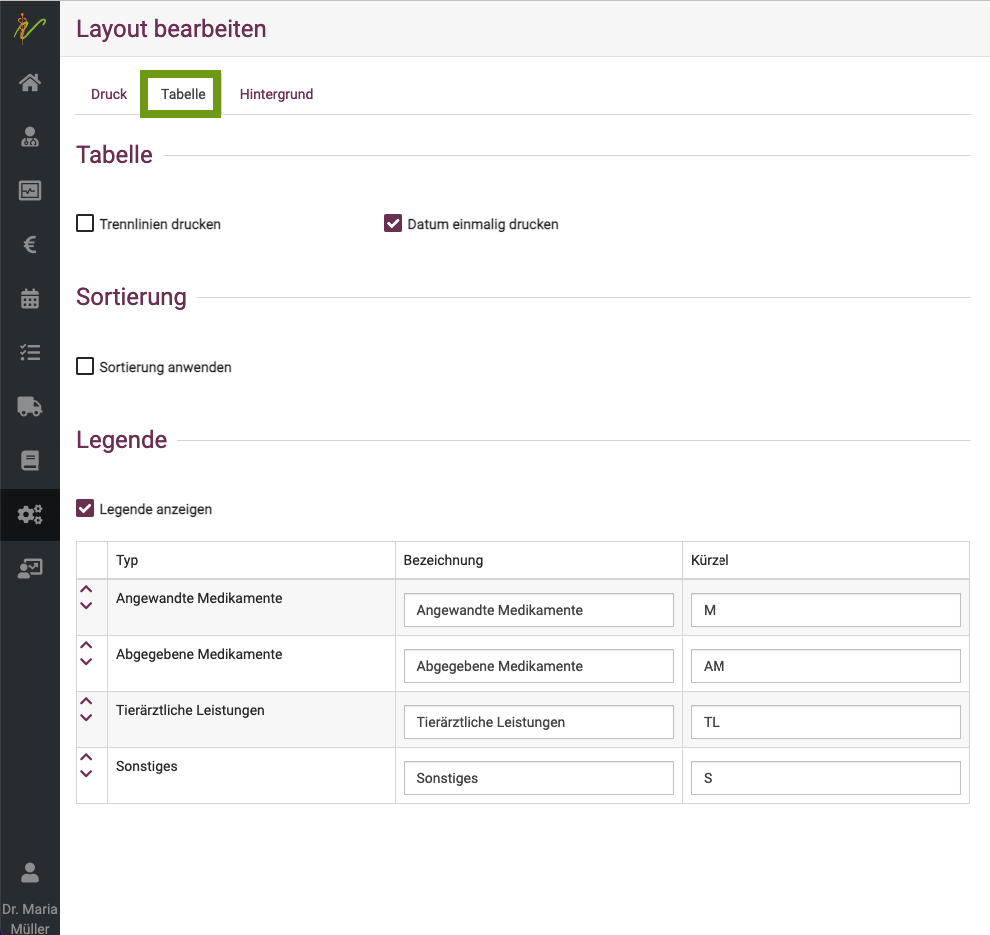 Layout bearbeiten
Druck Tabelle Hintergrund
Tabelle
Trennlinien drucken Datum einmalig drucken
Sortierung
Sortierung anwenden
Legende
Legende anzeigen
Typ Bezeichnung Kürzel
Angewandte Medikamente Angewandte Medikamente M
Abgegebene Medikamente Abgegebene Medikamente AM
Tierärztliche Leistungen Tierärztliche Leistungen TL
Sonstiges Sonstiges S
Dr. Maria
Müller